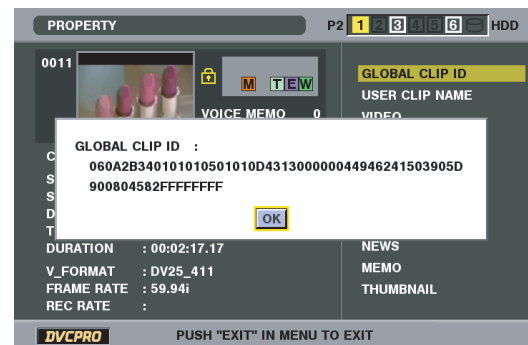 PROPERTY
P2 1 2 3 4 5 6 HDD
0011
M T E W
VOICE MEMO 0
GLOBAL CLIP ID
USER CLIP NAME
VIDEO
GLOBAL CLIP ID :
060A2B340101010501010D4313000000044946241503905D
900804582FFFFFFFF
OK
C
S
S
D
T
DURATION : 00:02:17.17
V_FORMAT : DV25_411
FRAME RATE : 59.94i
REC RATE :
NEWS
MEMO
THUMBNAIL
DVCPRO
PUSH "EXIT" IN MENU TO EXIT